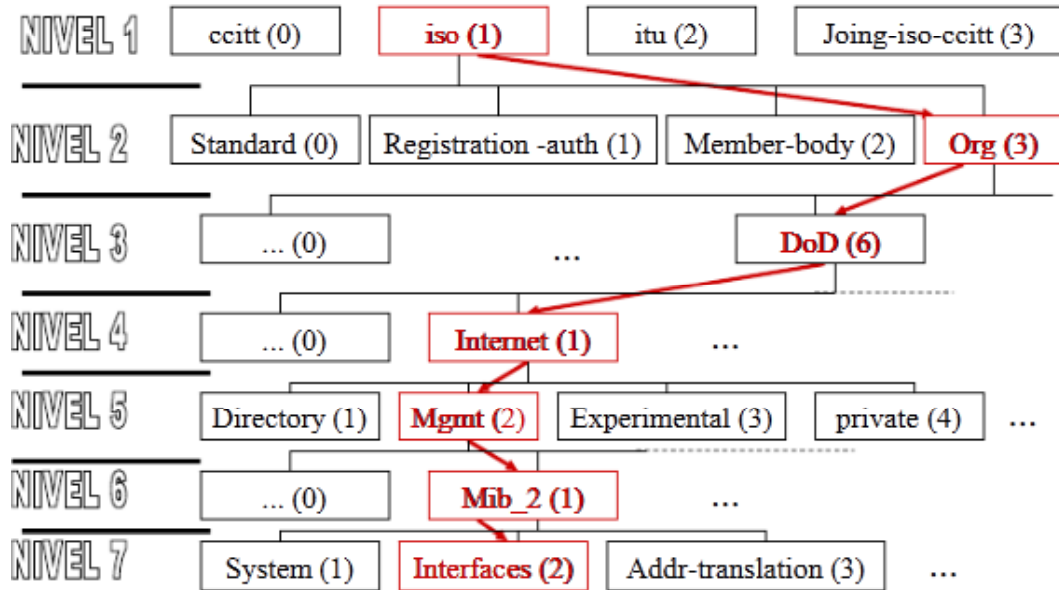 NIVEL 1 ccitt (0) iso (1) itu (2) Joing-iso-ccitt (3)
NIVEL 2 Standard (0) Registration -auth (1) Member-body (2) Org (3)
NIVEL 3 ... (0) ... DoD (6)
NIVEL 4 ... (0) Internet (1) ...
NIVEL 5 Directory (1) Mgmt (2) Experimental (3) private (4) ...
NIVEL 6 ... (0) Mib_2 (1) ...
NIVEL 7 System (1) Interfaces (2) Addr-translation (3) ...